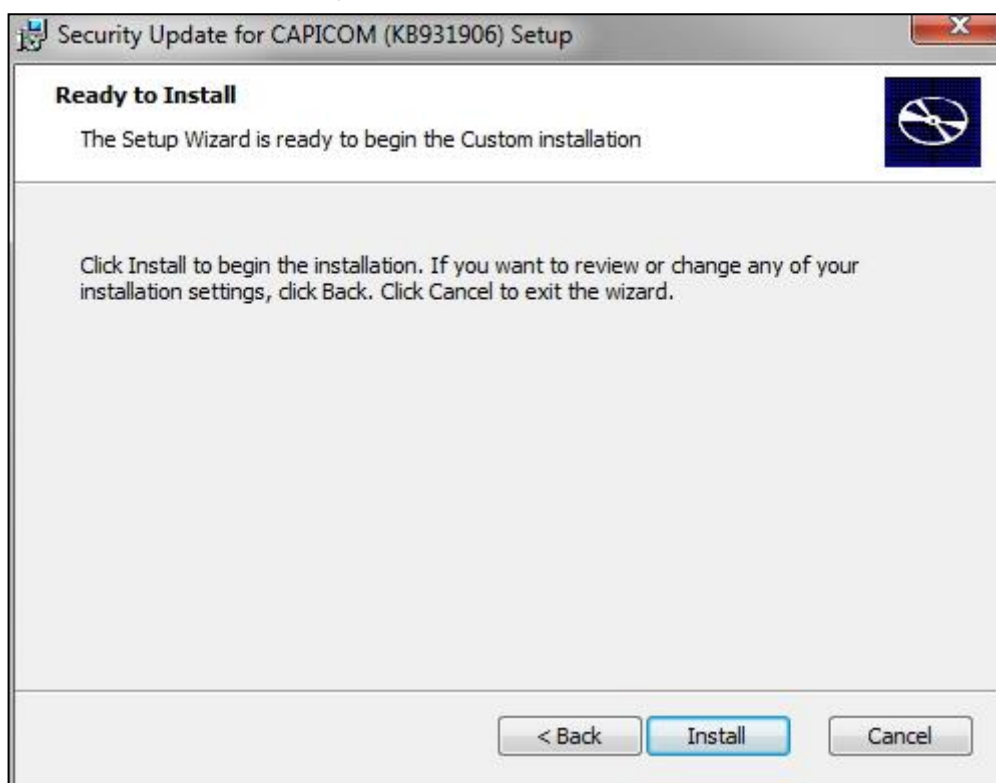 Security Update for CAPICOM (KB931906) Setup
Ready to Install
The Setup Wizard is ready to begin the Custom installation
Click Install to begin the installation. If you want to review or change any of your
installation settings, click Back. Click Cancel to exit the wizard.
< Back Install Cancel